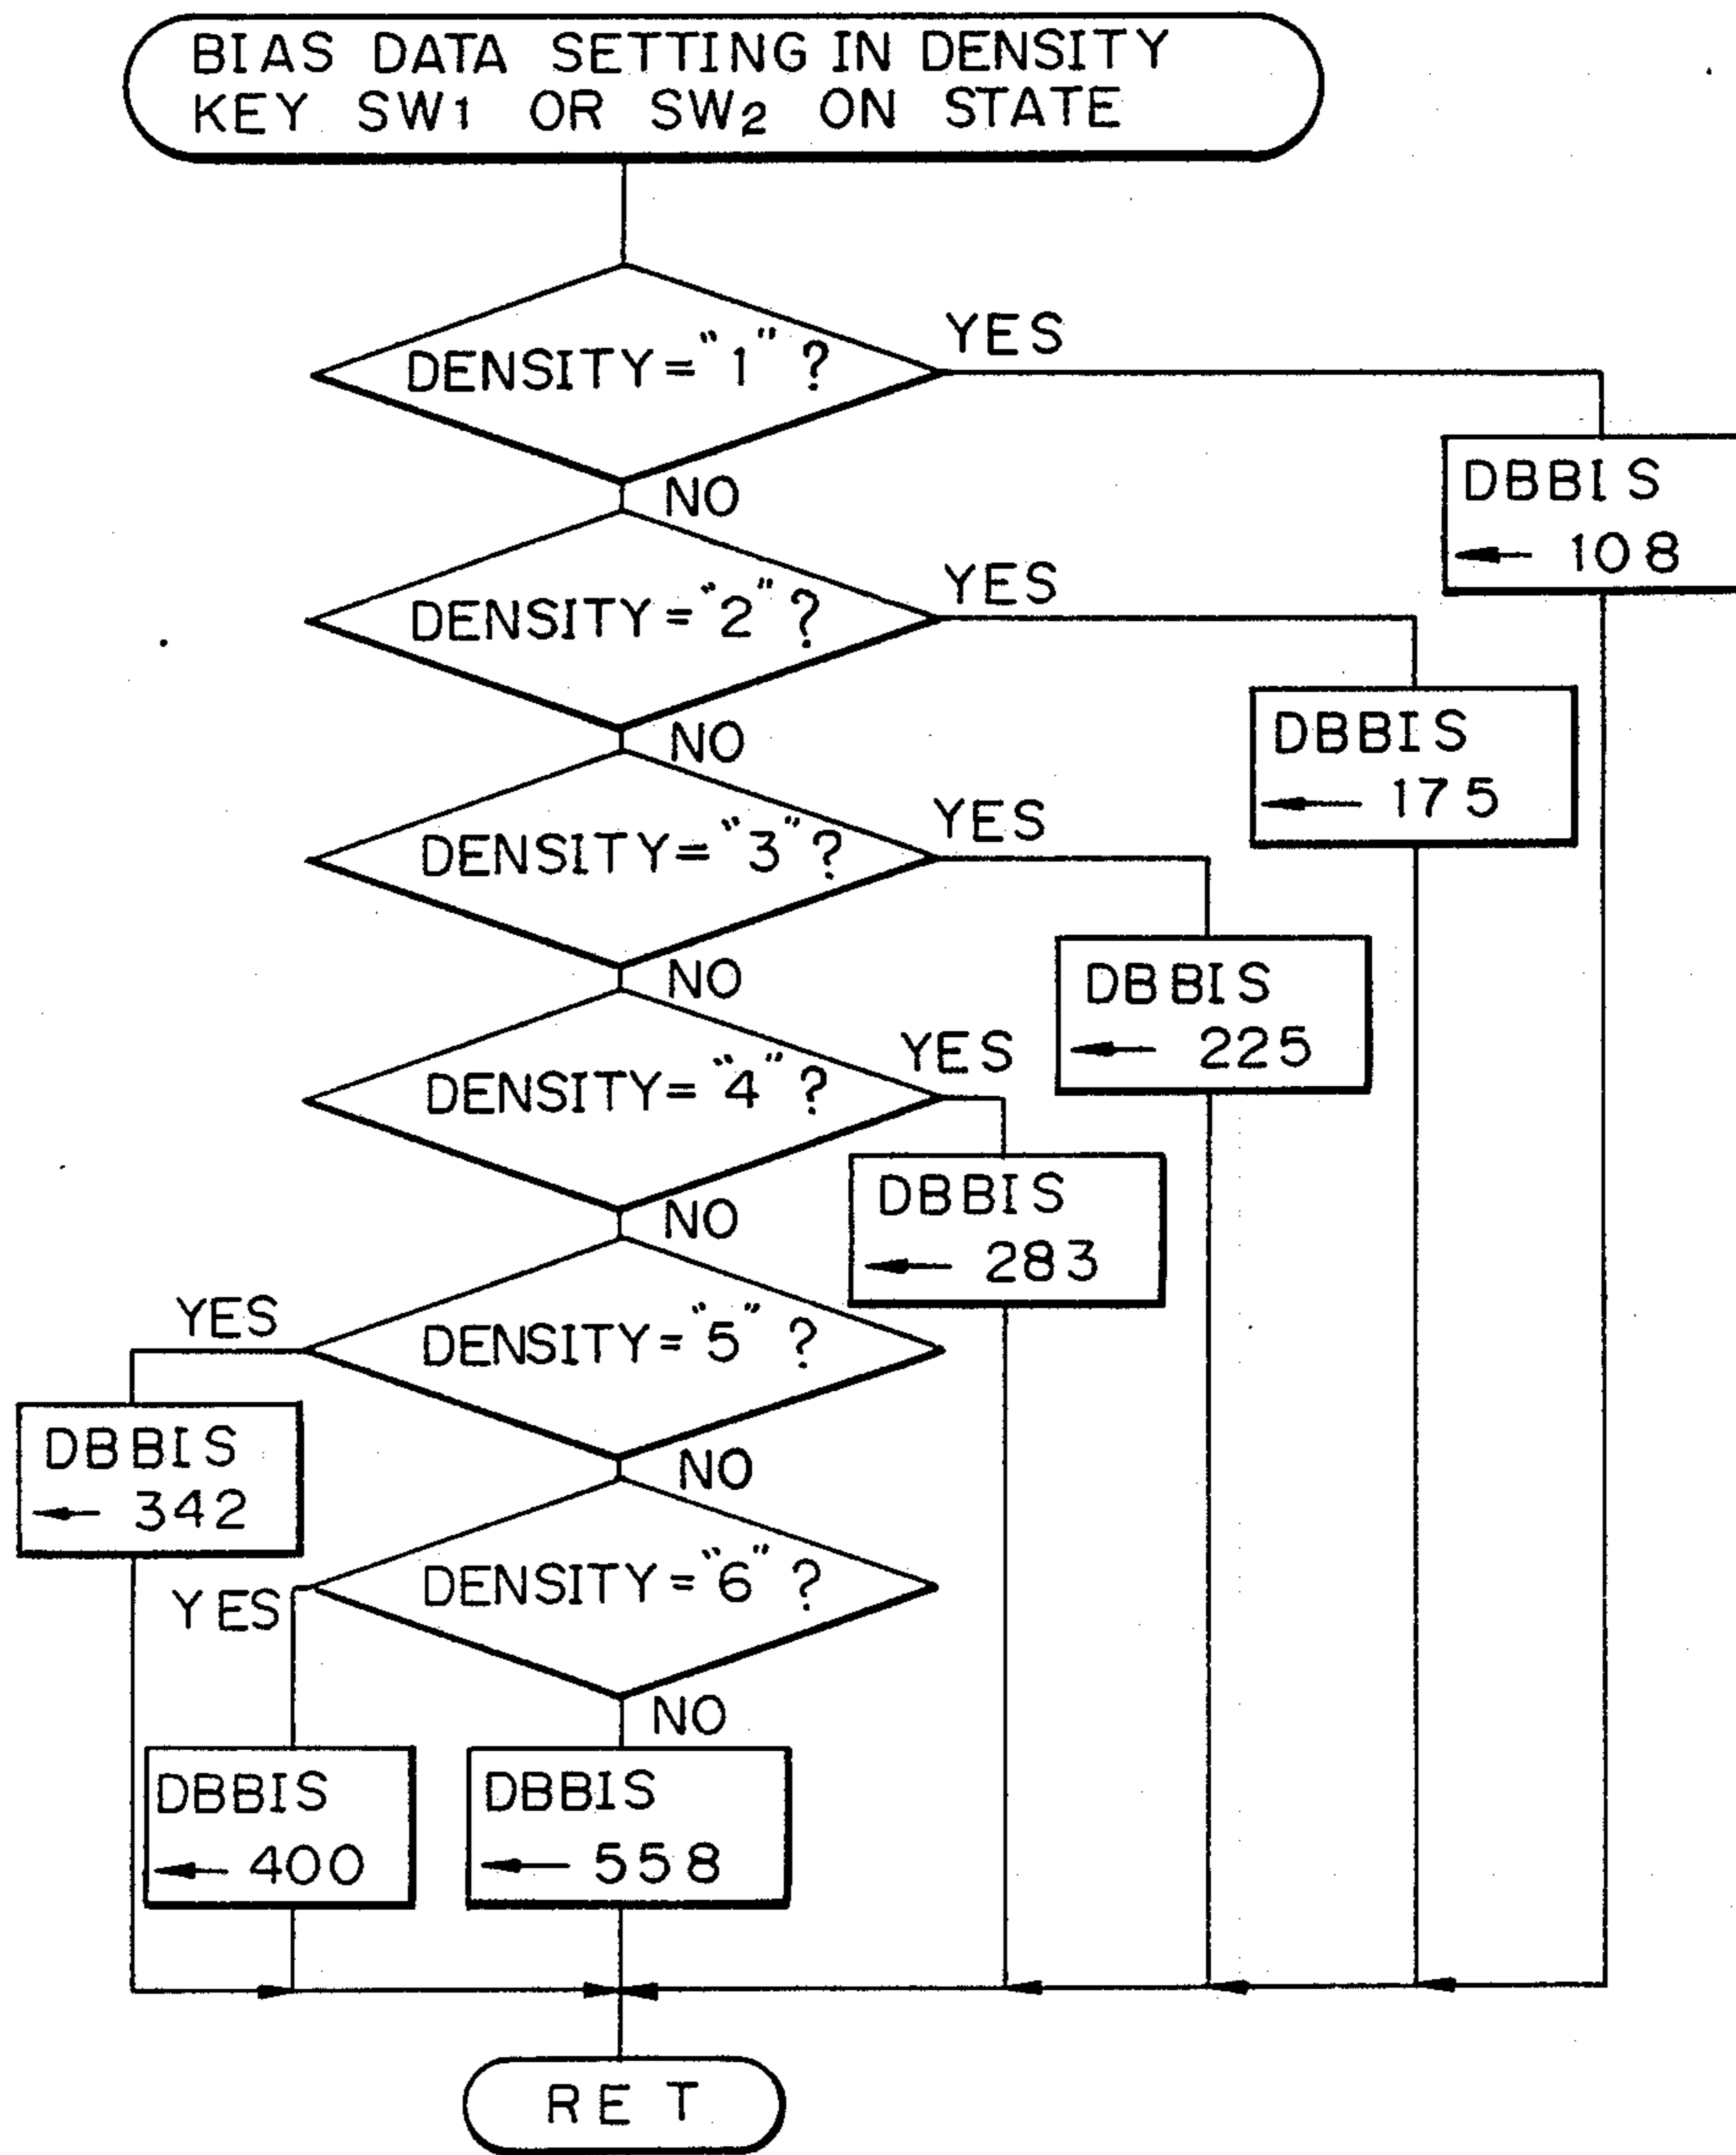 BIAS DATA SETTING IN DENSITY
KEY SW1 OR SW2 ON STATE
DENSITY="1"?
YES
NO
DBBIS
← 108
DENSITY="2"?
YES
NO
DBBIS
← 175
DENSITY="3"?
YES
NO
DBBIS
← 225
DENSITY="4"?
YES
NO
DBBIS
← 283
DENSITY="5"?
YES
NO
DBBIS
← 342
DENSITY="6"?
YES
NO
DBBIS
← 400
DBBIS
← 558
RET